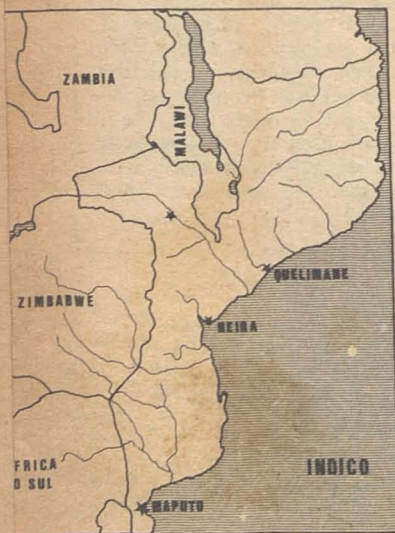 ZAMBIA
MALAWI
QUELIMANE
ZIMBABWE
BEIRA
FRICA
O SUL
INDICO
MAPUTO